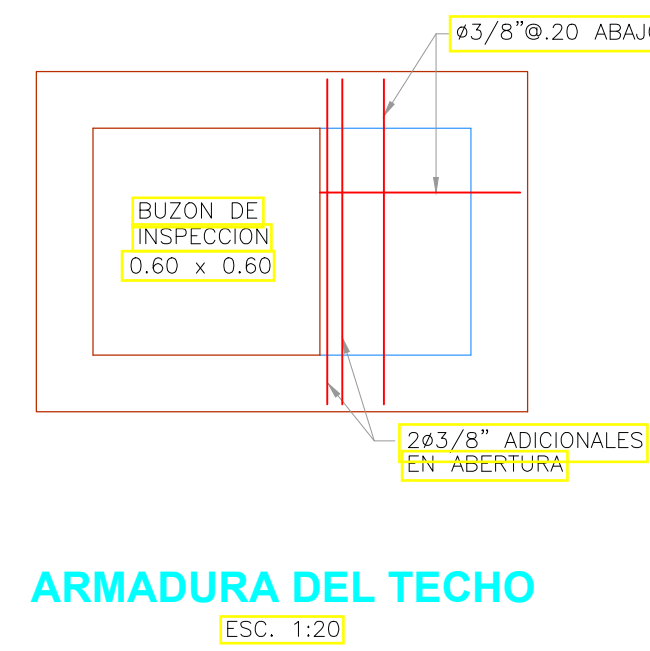 ø3/8"@.20 ABAJO
BUZON DE
INSPECCION
0.60 x 0.60
2ø3/8" ADICIONALES
EN ABERTURA
ARMADURA DEL TECHO
ESC. 1:20